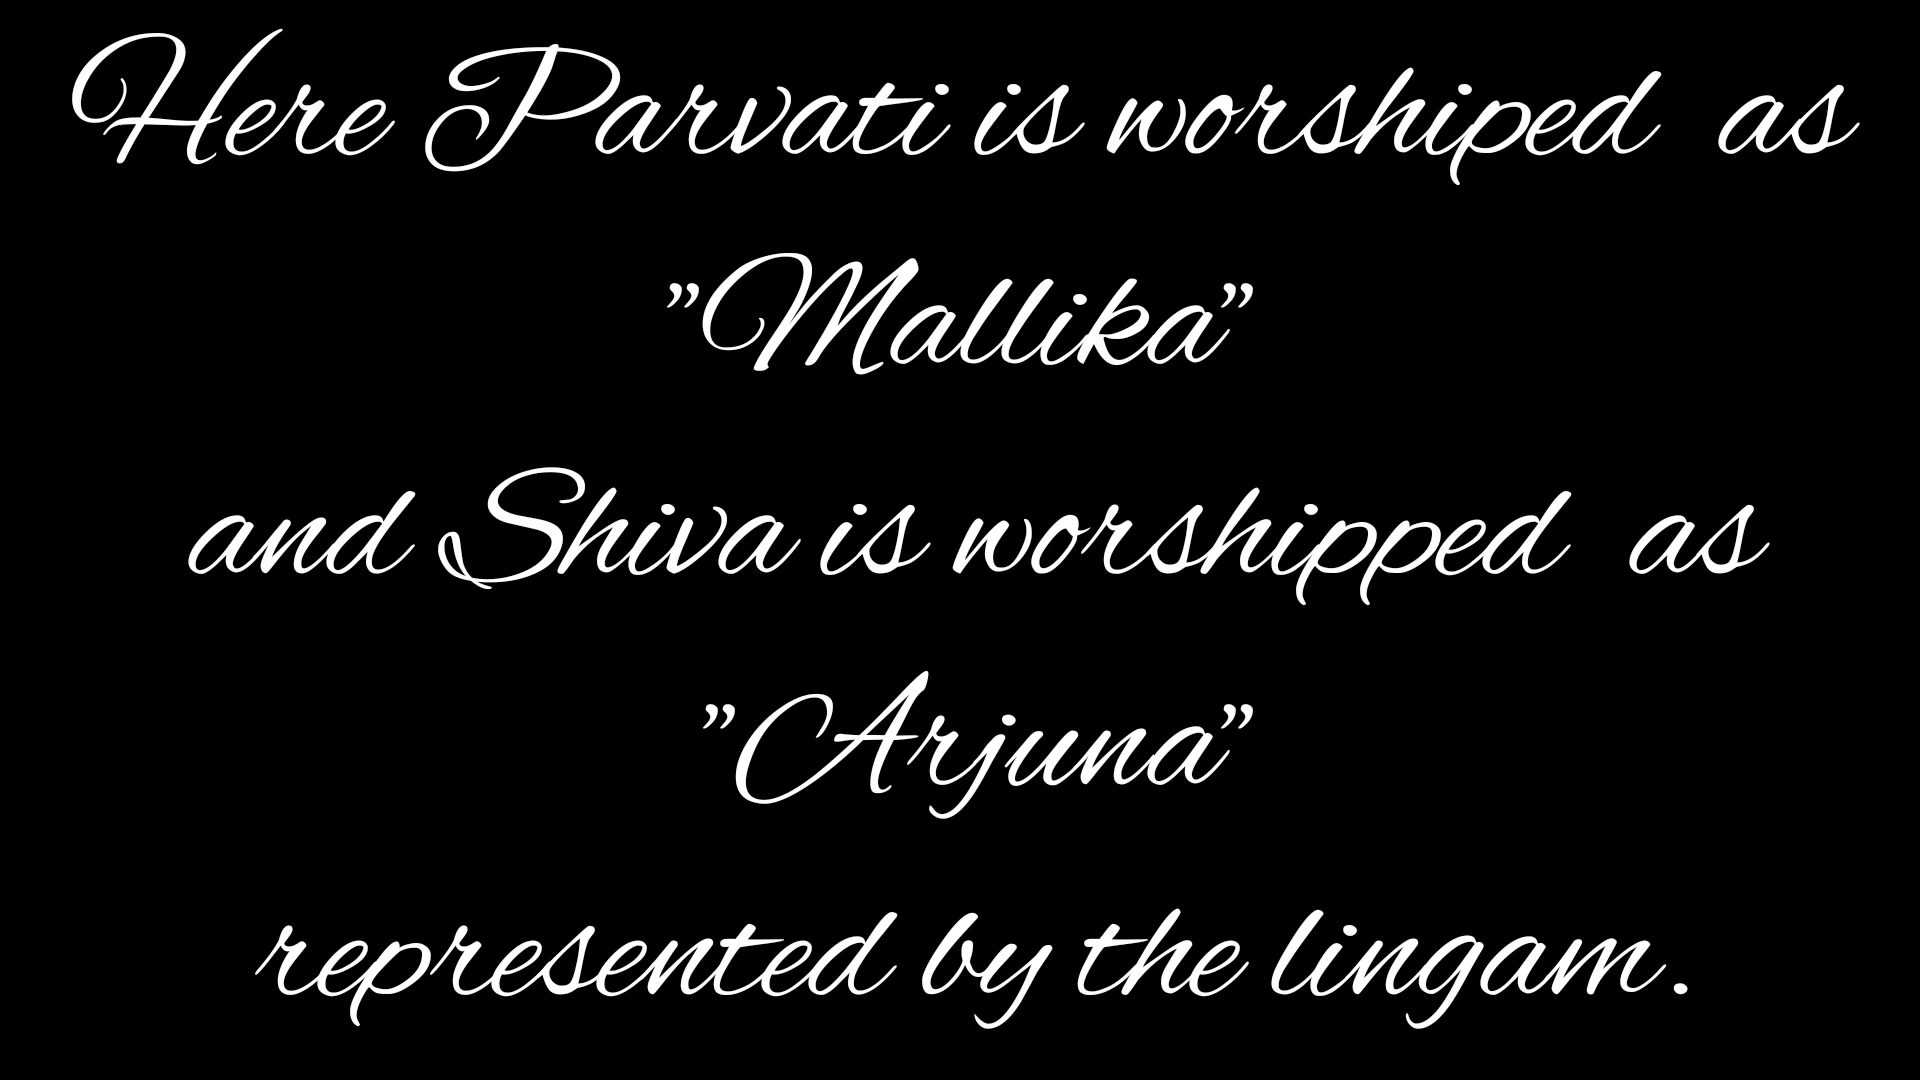 Here Parvati is worshiped as
”Mallika”
and Shiva is worshipped as
”Arjuna”
represented by the lingam.